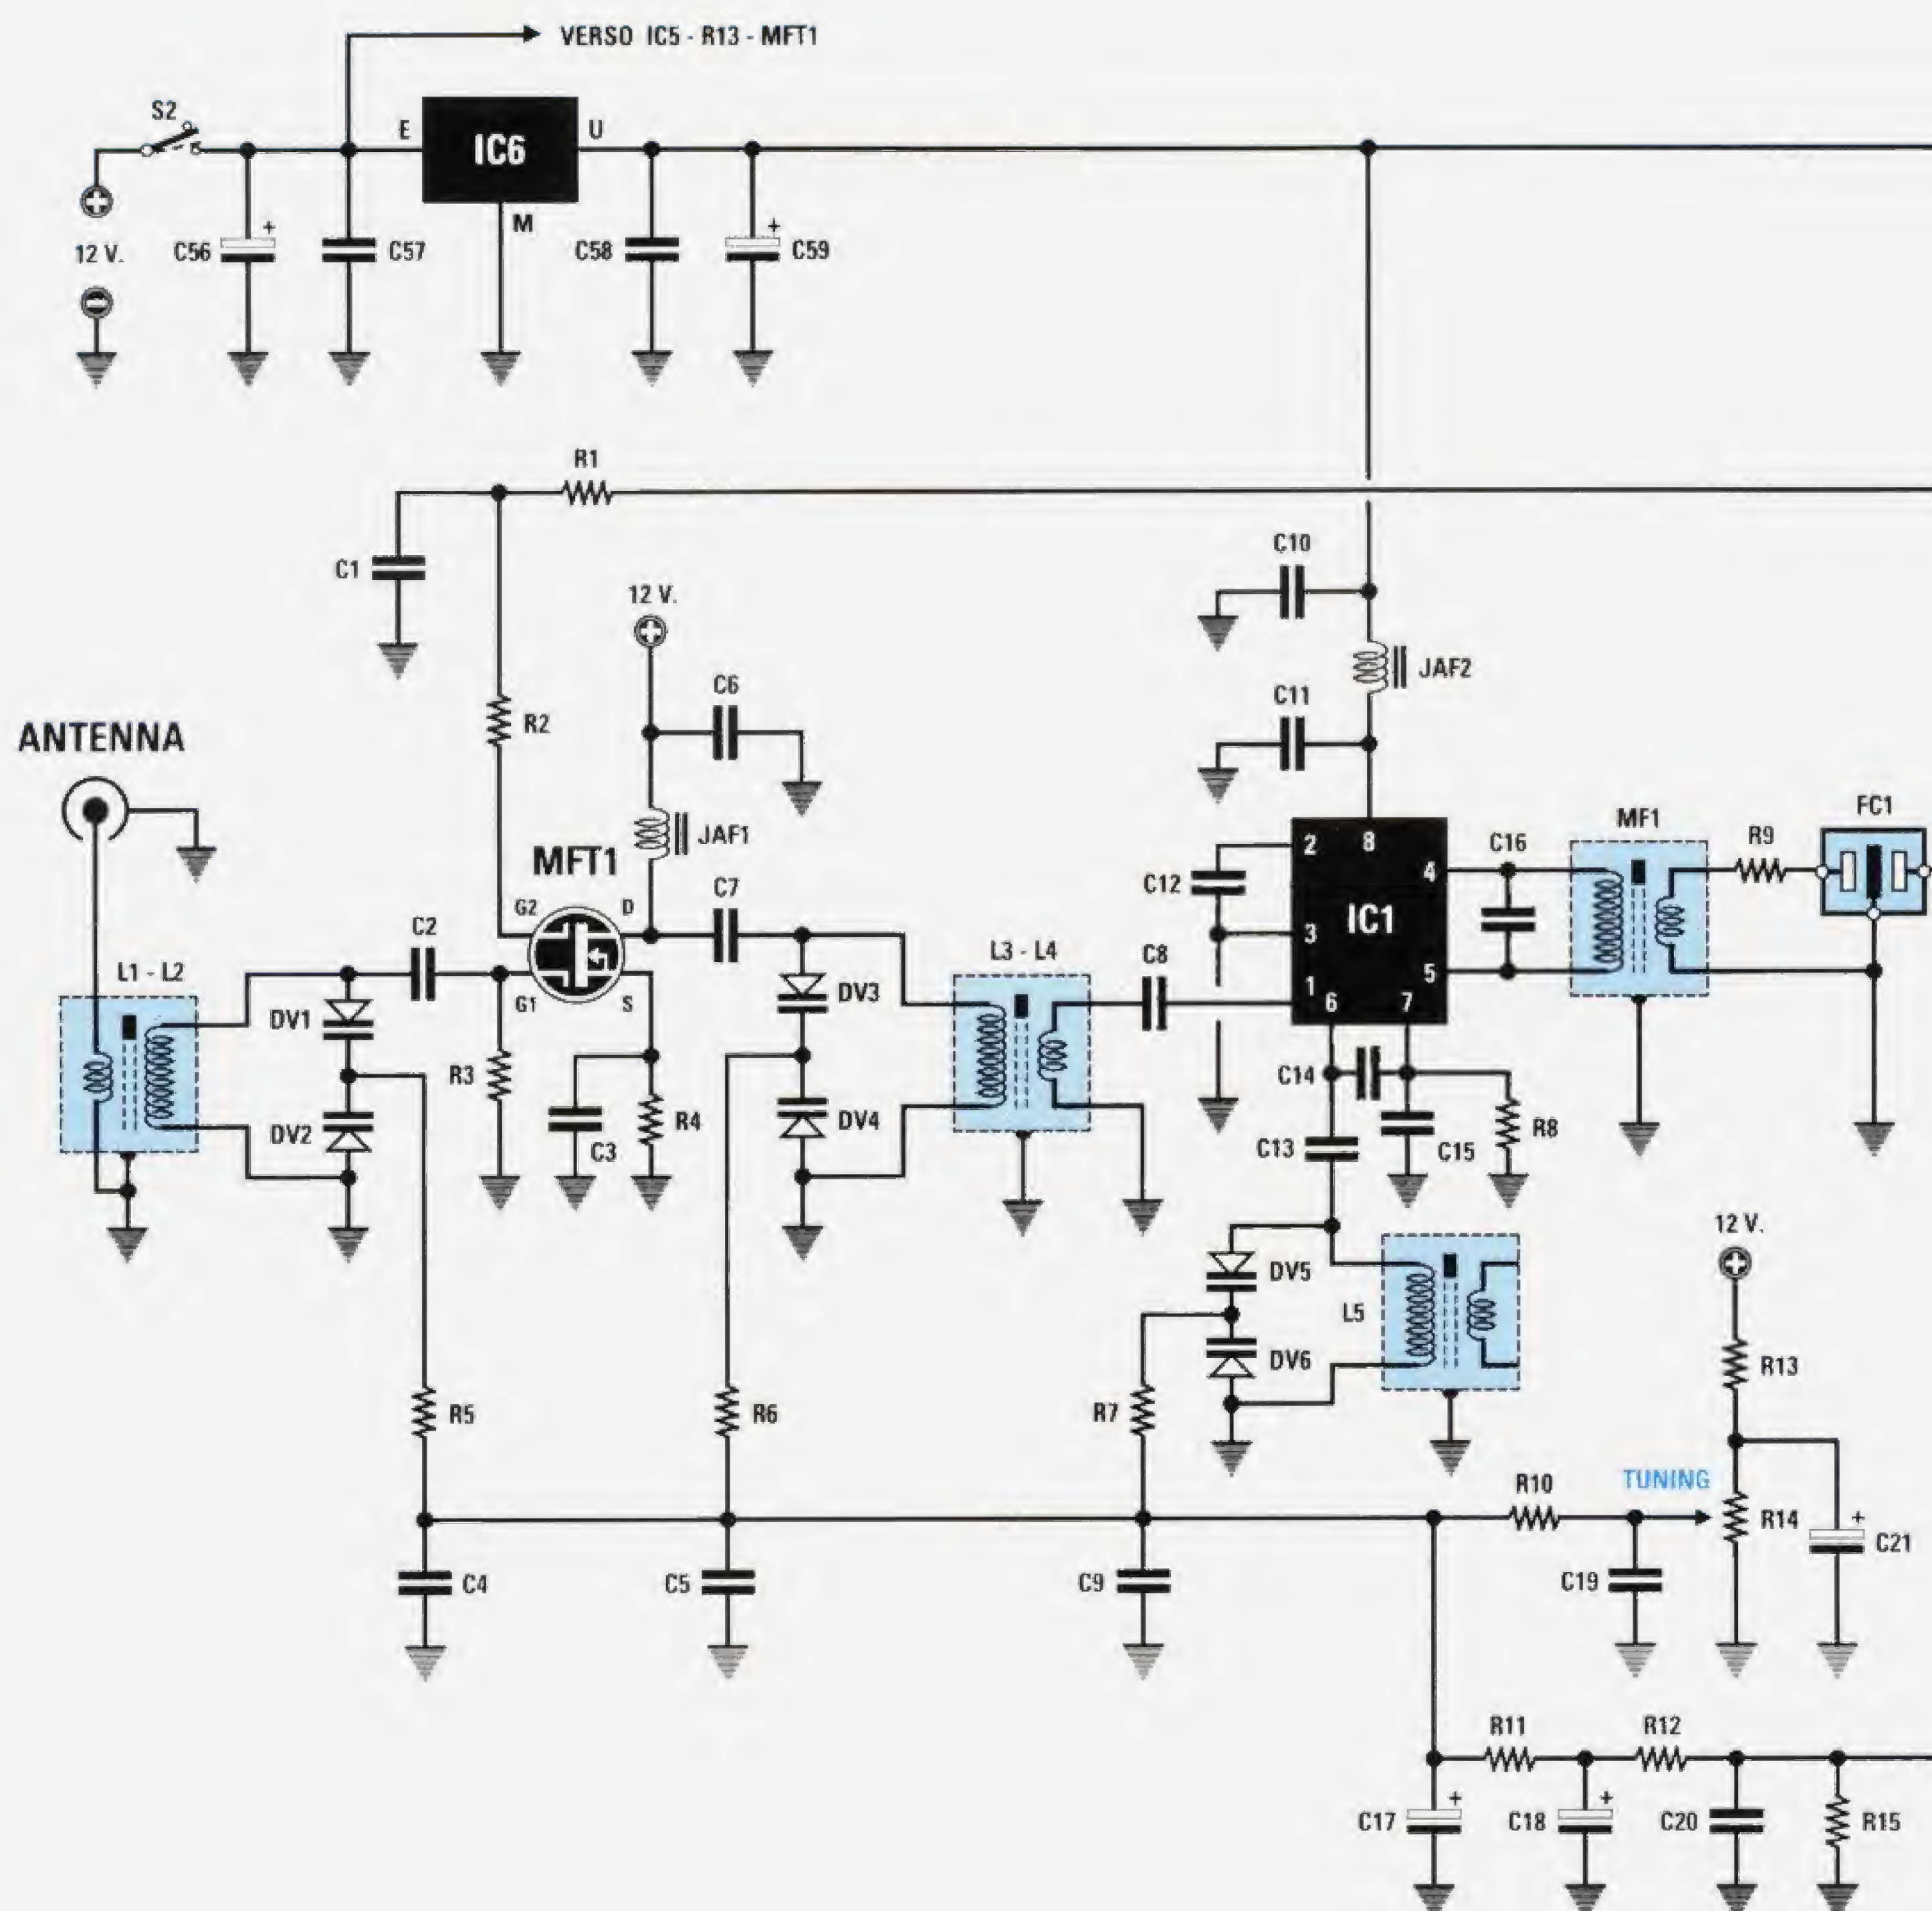 VERSO IC5 - R13 - MFT1
S2
E
IC6
U
M
12 V.
C56
+
C57
C58
+
C59
R1
C1
12 V.
C10
JAF2
R2
C6
C11
ANTENNA
JAF1
MFT1
G2
D
C7
C12
2
8
4
3
IC1
5
1
6
7
C16
MF1
R9
FC1
L1 - L2
C2
G1
S
DV3
L3 - L4
C8
DV1
R3
C14
DV2
C3
R4
DV4
C13
C15
R8
12 V.
DV5
L5
DV6
R13
R5
R6
R7
R10
TUNING
R14
+
C21
C4
C5
C9
C19
R11
R12
C17
+
C18
+
C20
R15